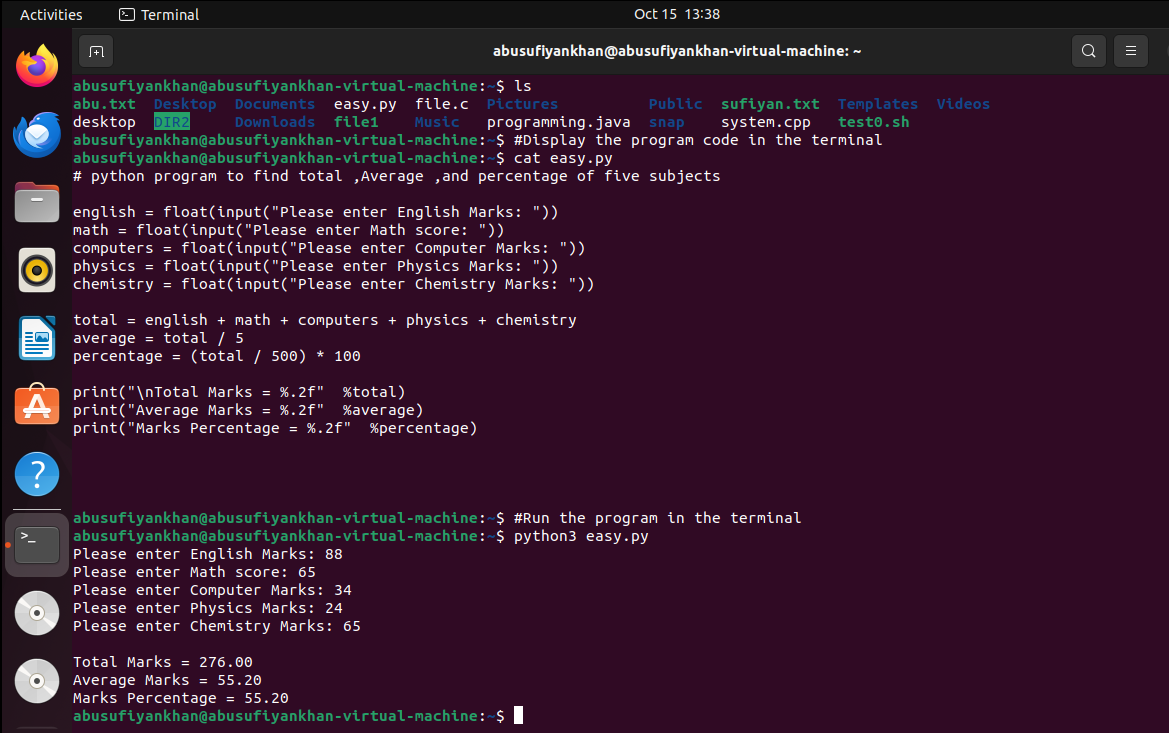 Activities Terminal Oct 15 13:38
abusufiyankhan@abusufiyankhan-virtual-machine: ~
abusufiyankhan@abusufiyankhan-virtual-machine:~$ ls
abu.txt Desktop Documents easy.py file.c Pictures Public sufiyan.txt Templates Videos
desktop DIR2 Downloads file1 Music programming.java snap system.cpp test0.sh
abusufiyankhan@abusufiyankhan-virtual-machine:~$ #Display the program code in the terminal
abusufiyankhan@abusufiyankhan-virtual-machine:~$ cat easy.py
# python program to find total ,Average ,and percentage of five subjects
english = float(input("Please enter English Marks: "))
math = float(input("Please enter Math score: "))
computers = float(input("Please enter Computer Marks: "))
physics = float(input("Please enter Physics Marks: "))
chemistry = float(input("Please enter Chemistry Marks: "))
total = english + math + computers + physics + chemistry
average = total / 5
percentage = (total / 500) * 100
print("\nTotal Marks = %.2f"  %total)
print("Average Marks = %.2f"  %average)
print("Marks Percentage = %.2f"  %percentage)
abusufiyankhan@abusufiyankhan-virtual-machine:~$ #Run the program in the terminal
abusufiyankhan@abusufiyankhan-virtual-machine:~$ python3 easy.py
Please enter English Marks: 88
Please enter Math score: 65
Please enter Computer Marks: 34
Please enter Physics Marks: 24
Please enter Chemistry Marks: 65
Total Marks = 276.00
Average Marks = 55.20
Marks Percentage = 55.20
abusufiyankhan@abusufiyankhan-virtual-machine:~$